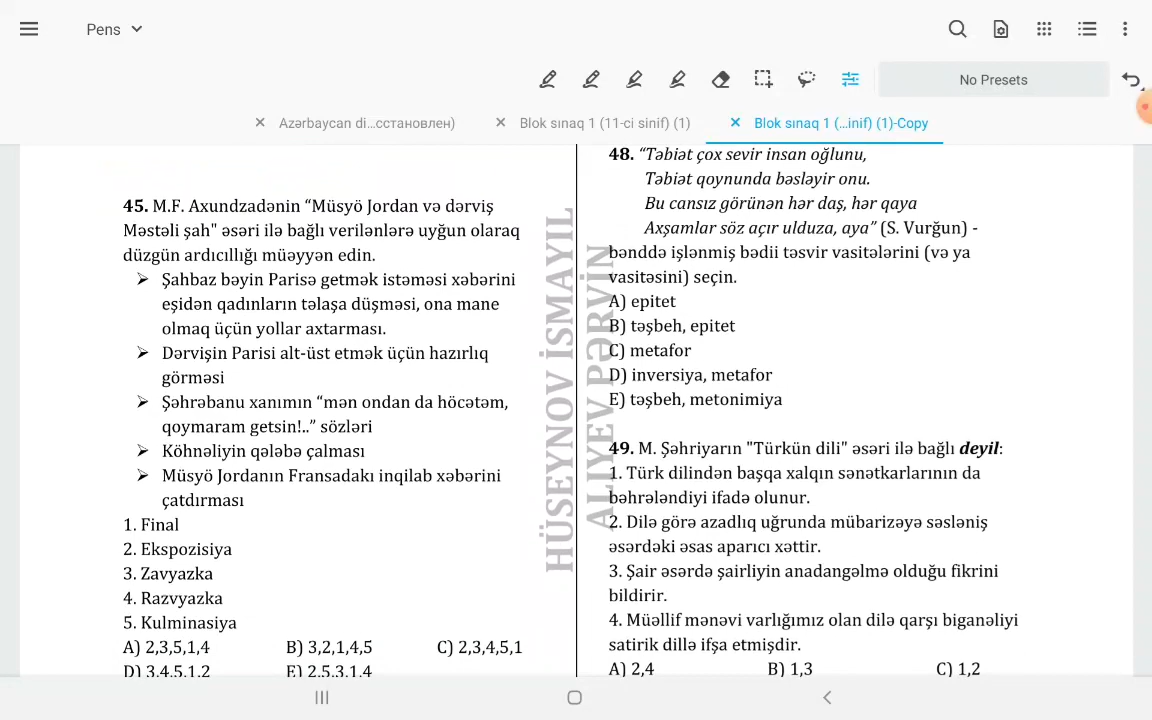 Pens
No Presets
Azərbaycan di...сстановлен)
Blok sınaq 1 (11-ci sinif) (1)
Blok sınaq 1 (...inif) (1)-Copy
45. M.F. Axundzadənin “Müsyö Jordan və dərviş
Məstəli şah" əsəri ilə bağlı verilənlərə uyğun olaraq
düzgün ardıcıllığı müəyyən edin.
➢ Şahbaz bəyin Parisə getmək istəməsi xəbərini
eşidən qadınların təlaşa düşməsi, ona mane
olmaq üçün yollar axtarması.
➢ Dərvişin Parisi alt-üst etmək üçün hazırlıq
görməsi
➢ Şəhrəbanu xanımın “mən ondan da höcətəm,
qoymaram getsin!..” sözləri
➢ Köhnəliyin qələbə çalması
➢ Müsyö Jordanın Fransadakı inqilab xəbərini
çatdırması
1. Final
2. Ekspozisiya
3. Zavyazka
4. Razvyazka
5. Kulminasiya
A) 2,3,5,1,4 B) 3,2,1,4,5 C) 2,3,4,5,1
D) 3,4,5,1,2 E) 2,5,3,1,4
HÜSEYNOV İSMAYIL
ALIYEV PƏRVİN
48. “Təbiət çox sevir insan oğlunu,
Təbiət qoynunda bəsləyir onu.
Bu cansız görünən hər daş, hər qaya
Axşamlar söz açır ulduza, aya” (S. Vurğun) -
bənddə işlənmiş bədii təsvir vasitələrini (və ya
vasitəsini) seçin.
A) epitet
B) təşbeh, epitet
C) metafor
D) inversiya, metafor
E) təşbeh, metonimiya
49. M. Şəhriyarın "Türkün dili" əsəri ilə bağlı deyil:
1. Türk dilindən başqa xalqın sənətkarlarının da
bəhrələndiyi ifadə olunur.
2. Dilə görə azadlıq uğrunda mübarizəyə səsləniş
əsərdəki əsas aparıcı xəttir.
3. Şair əsərdə şairliyin anadangəlmə olduğu fikrini
bildirir.
4. Müəllif mənəvi varlığımız olan dilə qarşı biganəliyi
satirik dillə ifşa etmişdir.
A) 2,4 B) 1,3 C) 1,2